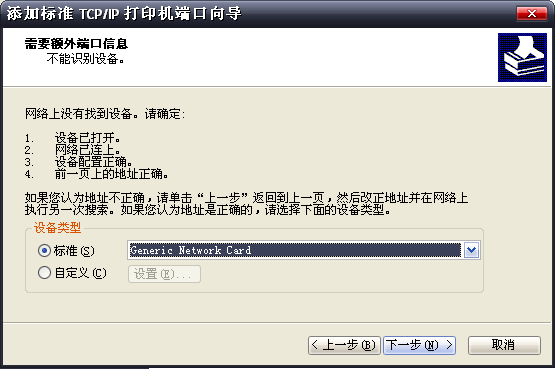 添加标准 TCP/IP 打印机端口向导
需要额外端口信息
不能识别设备。
网络上没有找到设备。请确定:
1. 设备已打开。
2. 网络已连上。
3. 设备配置正确。
4. 前一页上的地址正确。
如果您认为地址不正确，请单击“上一步”返回到上一页，然后改正地址并在网络上
执行另一次搜索。如果您认为地址是正确的，请选择下面的设备类型。
设备类型
标准(S) Generic Network Card
自定义(C) 设置(E)...
< 上一步(B) 下一步(N) > 取消